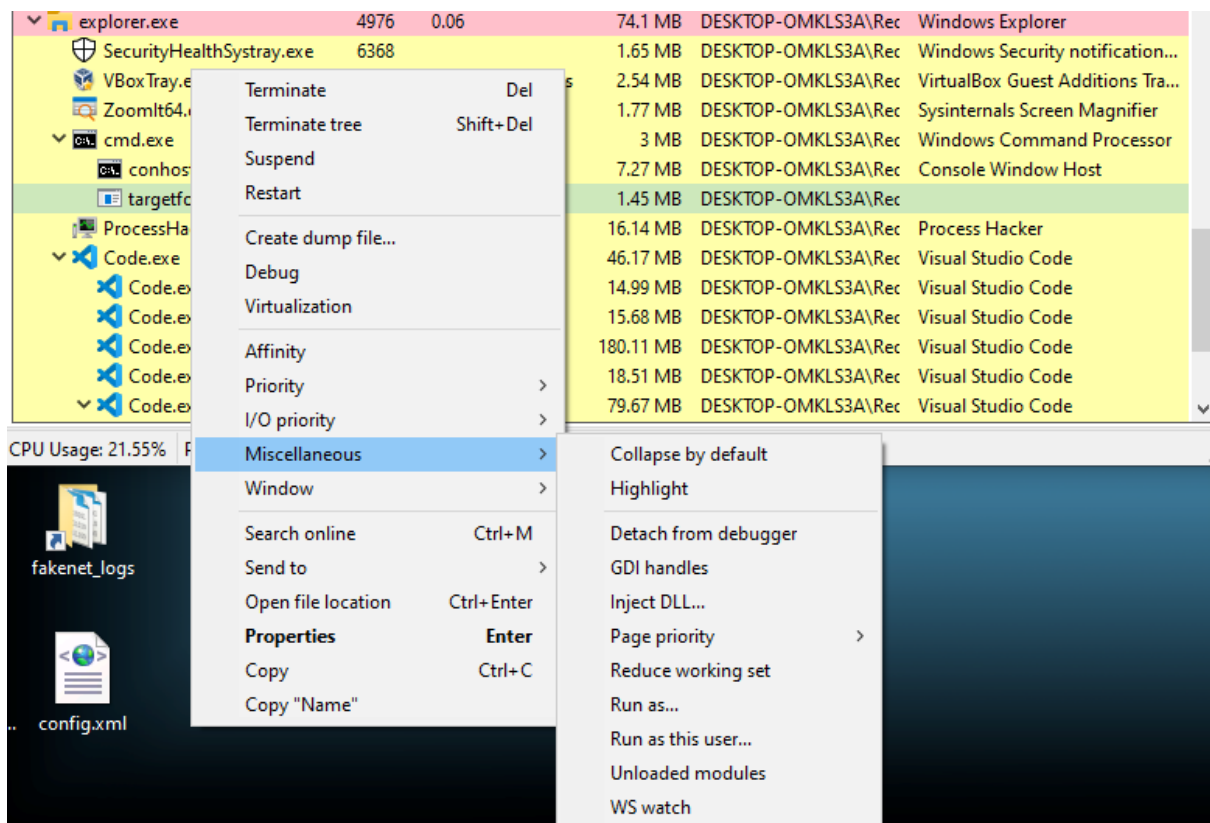 explorer.exe 4976 0.06 74.1 MB DESKTOP-OMKLS3A\Rec Windows Explorer
SecurityHealthSystray.exe 6368 1.65 MB DESKTOP-OMKLS3A\Rec Windows Security notification...
VBoxTray.e s 2.54 MB DESKTOP-OMKLS3A\Rec VirtualBox Guest Additions Tra...
ZoomIt64. 1.77 MB DESKTOP-OMKLS3A\Rec Sysinternals Screen Magnifier
cmd.exe 3 MB DESKTOP-OMKLS3A\Rec Windows Command Processor
conhos 7.27 MB DESKTOP-OMKLS3A\Rec Console Window Host
targetfc 1.45 MB DESKTOP-OMKLS3A\Rec
ProcessHa 16.14 MB DESKTOP-OMKLS3A\Rec Process Hacker
Code.exe 46.17 MB DESKTOP-OMKLS3A\Rec Visual Studio Code
Code.ex 14.99 MB DESKTOP-OMKLS3A\Rec Visual Studio Code
Code.ex 15.68 MB DESKTOP-OMKLS3A\Rec Visual Studio Code
Code.ex 180.11 MB DESKTOP-OMKLS3A\Rec Visual Studio Code
Code.ex 18.51 MB DESKTOP-OMKLS3A\Rec Visual Studio Code
Code.ex 79.67 MB DESKTOP-OMKLS3A\Rec Visual Studio Code
CPU Usage: 21.55%
Terminate Del
Terminate tree Shift+Del
Suspend
Restart
Create dump file...
Debug
Virtualization
Affinity
Priority
I/O priority
Miscellaneous
Window
Search online Ctrl+M
Send to
Open file location Ctrl+Enter
Properties Enter
Copy Ctrl+C
Copy "Name"
Collapse by default
Highlight
Detach from debugger
GDI handles
Inject DLL...
Page priority
Reduce working set
Run as...
Run as this user...
Unloaded modules
WS watch
fakenet_logs
.. config.xml